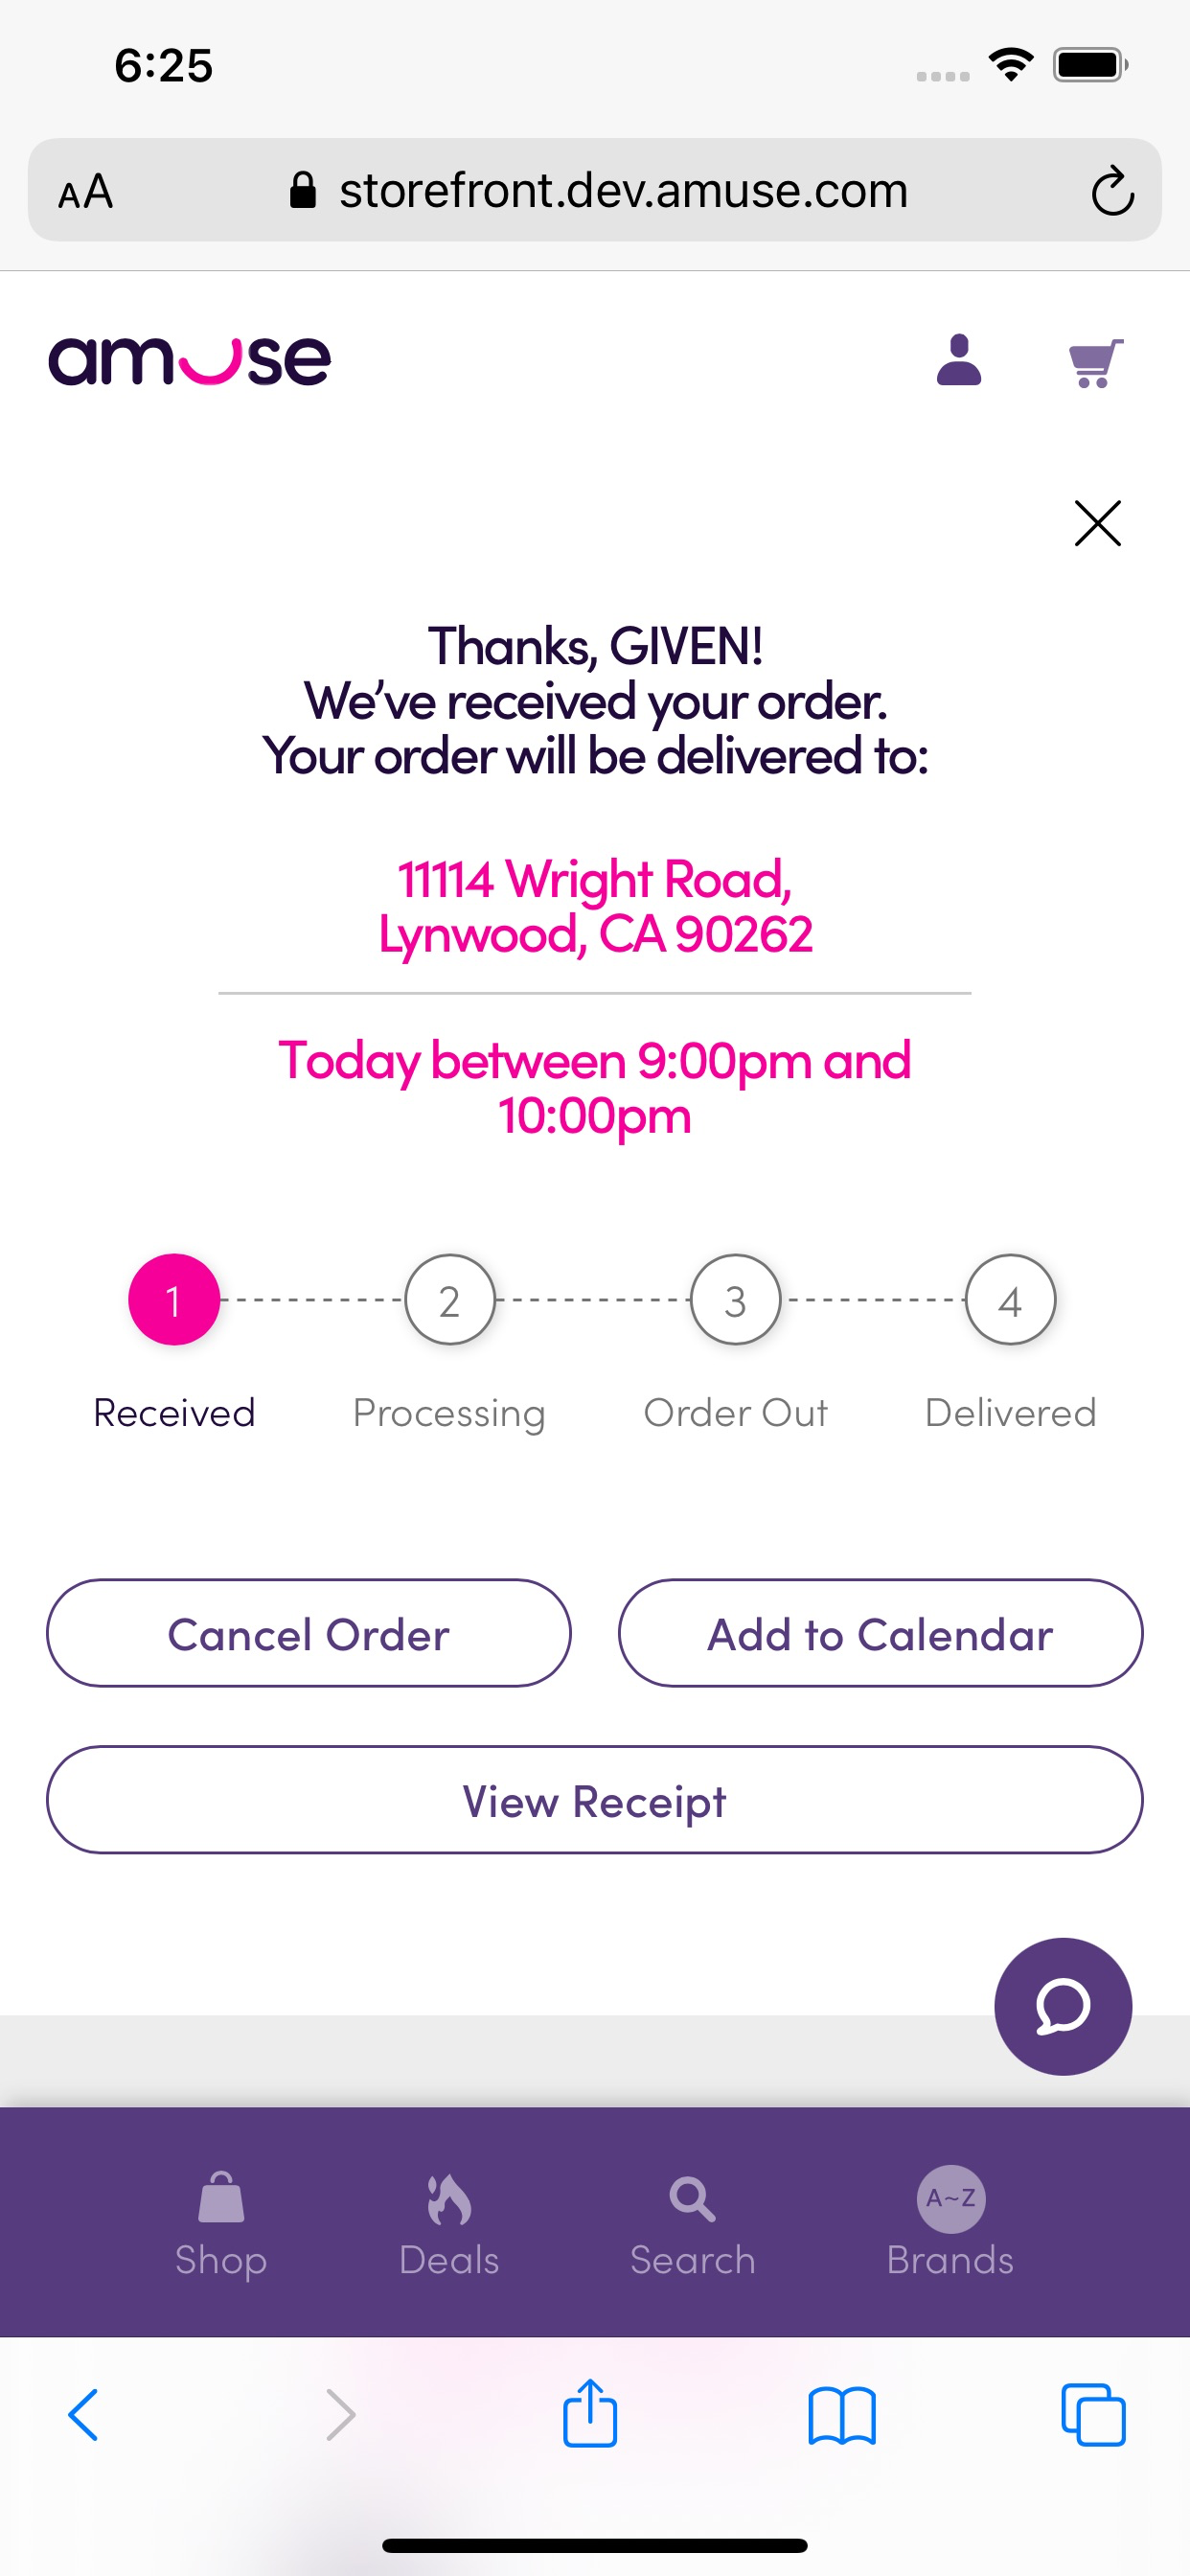 6:25
AA storefront.dev.amuse.com
amuse
Thanks, GIVEN!
We’ve received your order.
Your order will be delivered to:
11114 Wright Road,
Lynwood, CA 90262
Today between 9:00pm and
10:00pm
1 2 3 4
Received Processing Order Out Delivered
Cancel Order Add to Calendar
View Receipt
A~Z
Shop Deals Search Brands